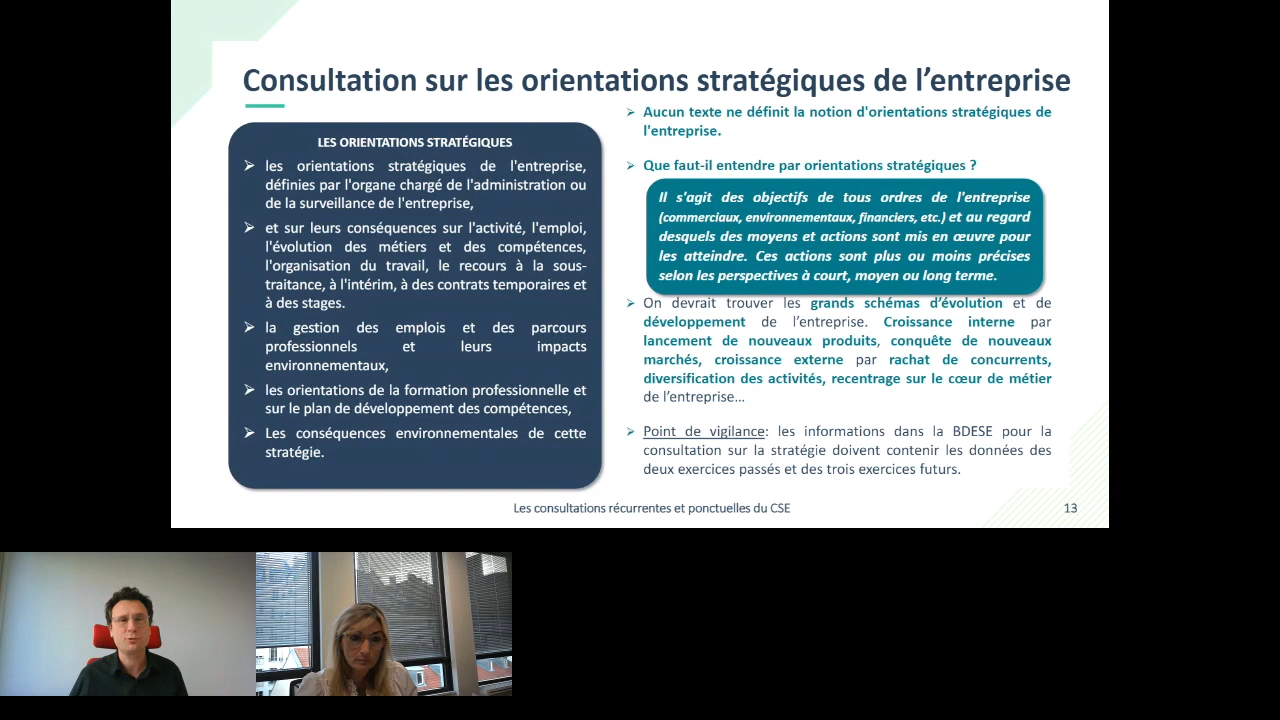 Consultation sur les orientations stratégiques de l’entreprise
LES ORIENTATIONS STRATÉGIQUES
➢ les orientations stratégiques de l'entreprise,
définies par l'organe chargé de l'administration ou
de la surveillance de l'entreprise,
➢ et sur leurs conséquences sur l'activité, l'emploi,
l'évolution des métiers et des compétences,
l'organisation du travail, le recours à la sous-
traitance, à l'intérim, à des contrats temporaires et
à des stages.
➢ la gestion des emplois et des parcours
professionnels et leurs impacts
environnementaux,
➢ les orientations de la formation professionnelle et
sur le plan de développement des compétences,
➢ Les conséquences environnementales de cette
stratégie.
➢ Aucun texte ne définit la notion d'orientations stratégiques de
l'entreprise.
➢ Que faut-il entendre par orientations stratégiques ?
Il s'agit des objectifs de tous ordres de l'entreprise
(commerciaux, environnementaux, financiers, etc.) et au regard
desquels des moyens et actions sont mis en œuvre pour
les atteindre. Ces actions sont plus ou moins précises
selon les perspectives à court, moyen ou long terme.
➢ On devrait trouver les grands schémas d’évolution et de
développement de l’entreprise. Croissance interne par
lancement de nouveaux produits, conquête de nouveaux
marchés, croissance externe par rachat de concurrents,
diversification des activités, recentrage sur le cœur de métier
de l’entreprise…
➢ Point de vigilance: les informations dans la BDESE pour la
consultation sur la stratégie doivent contenir les données des
deux exercices passés et des trois exercices futurs.
Les consultations récurrentes et ponctuelles du CSE
13